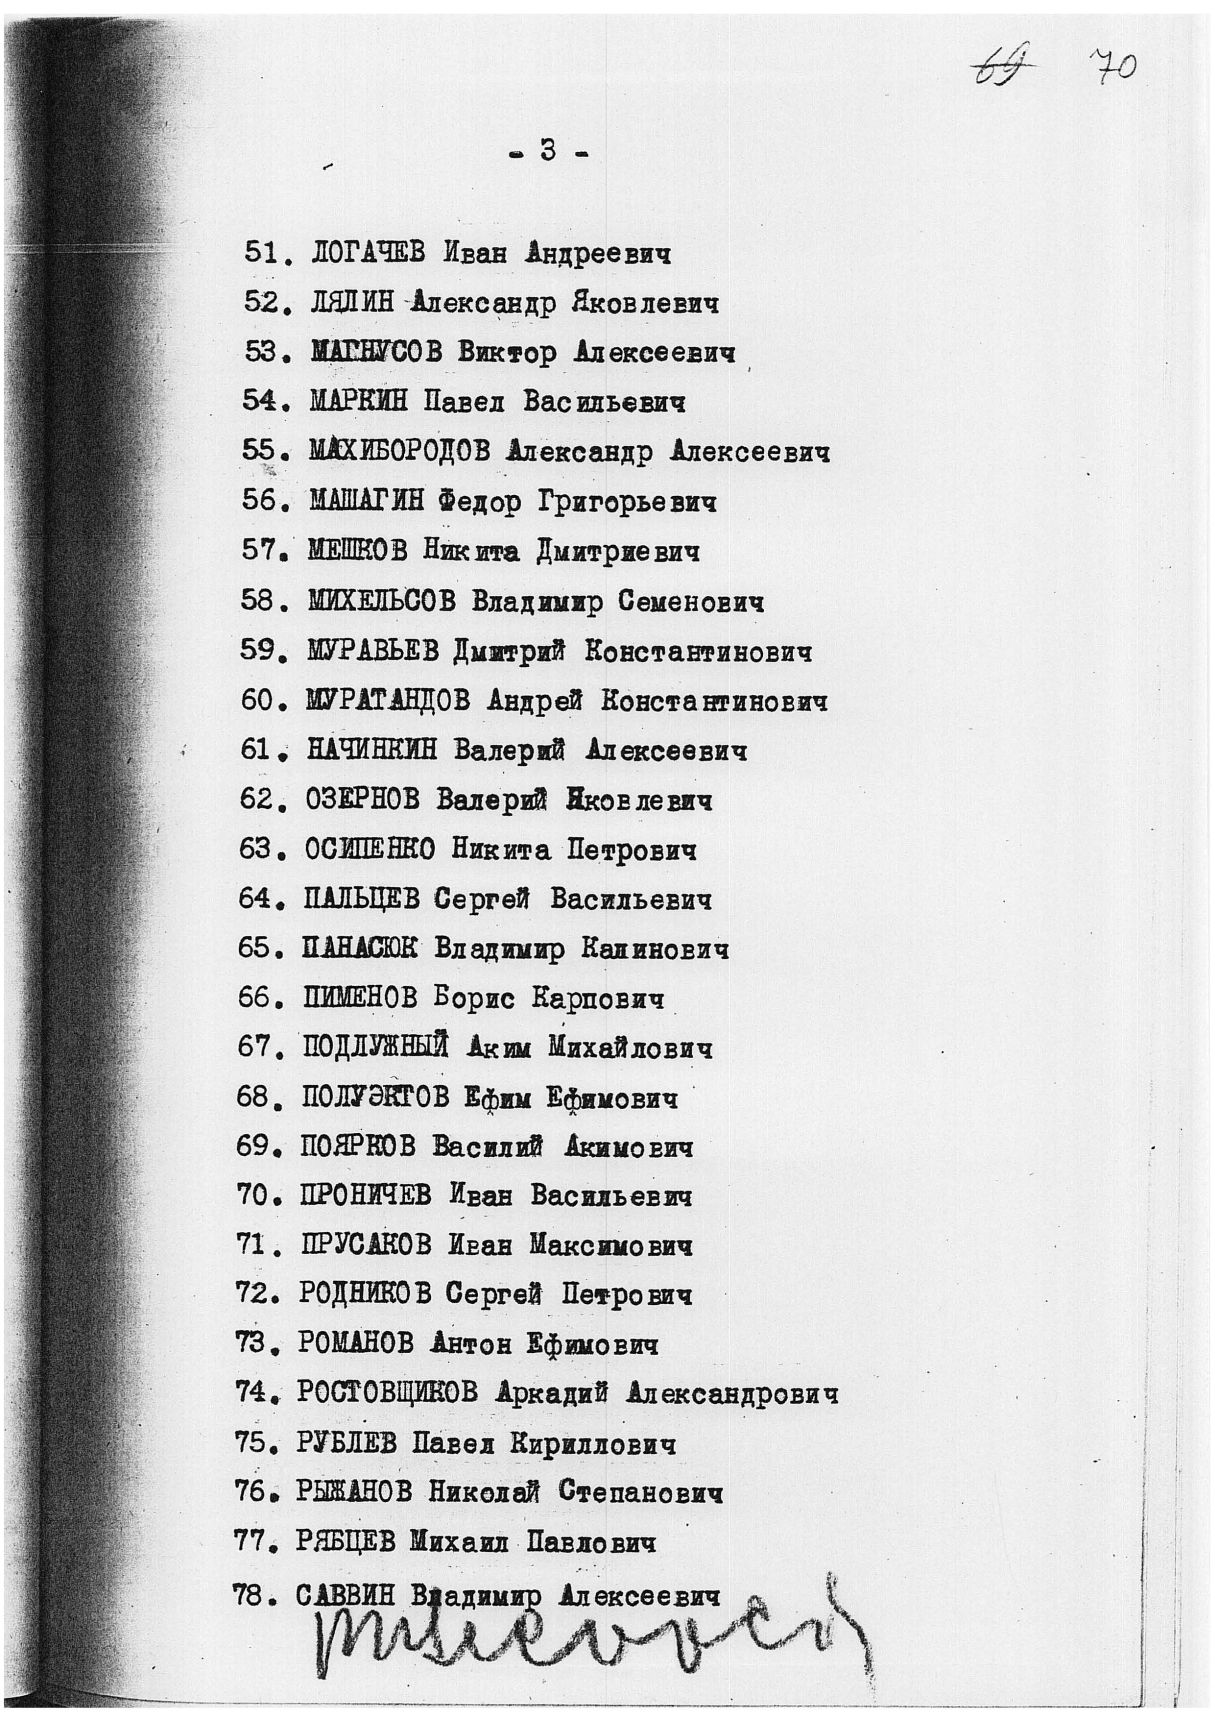 69 70
- 3 -
51. ЛОГАЧЕВ Иван Андреевич
52. ЛЯЛИН Александр Яковлевич
53. МАГНУСОВ Виктор Алексеевич
54. МАРКИН Павел Васильевич
55. МАХИБОРОДОВ Александр Алексеевич
56. МАШАГИН Федор Григорьевич
57. МЕШКОВ Никита Дмитриевич
58. МИХЕЛЬСОВ Владимир Семенович
59. МУРАВЬЕВ Дмитрий Константинович
60. МУРАТАНДОВ Андрей Константинович
61. НАЧИНКИН Валерий Алексеевич
62. ОЗЕРНОВ Валерий Яковлевич
63. ОСИПЕНКО Никита Петрович
64. ПАЛЬЦЕВ Сергей Васильевич
65. ПАНАСЮК Владимир Калинович
66. ПИМЕНОВ Борис Карпович
67. ПОДЛУЖНЫЙ Аким Михайлович
68. ПОЛУЭКТОВ Ефим Ефимович
69. ПОЯРКОВ Василий Акимович
70. ПРОНИЧЕВ Иван Васильевич
71. ПРУСАКОВ Иван Максимович
72. РОДНИКОВ Сергей Петрович
73. РОМАНОВ Антон Ефимович
74. РОСТОВЩИКОВ Аркадий Александрович
75. РУБЛЕВ Павел Кириллович
76. РЫЖАНОВ Николай Степанович
77. РЯБЦЕВ Михаил Павлович
78. САВВИН Владимир Алексеевич